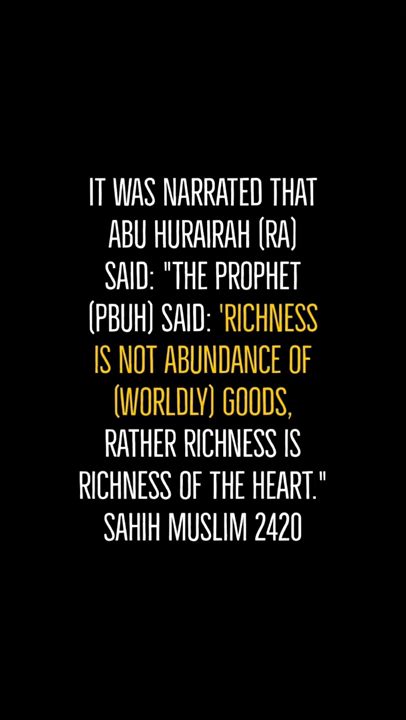 IT WAS NARRATED THAT
ABU HURAIRAH (RA)
SAID: "THE PROPHET
(PBUH) SAID: 'RICHNESS
IS NOT ABUNDANCE OF
(WORLDLY) GOODS,
RATHER RICHNESS IS
RICHNESS OF THE HEART."
SAHIH MUSLIM 2420